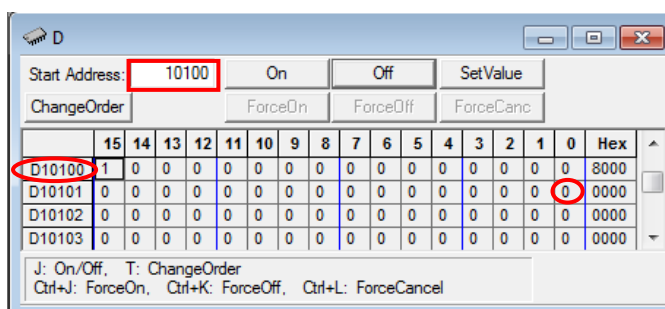 D
Start Address: 10100 On Off SetValue
ChangeOrder ForceOn ForceOff ForceCanc
15 14 13 12 11 10 9 8 7 6 5 4 3 2 1 0 Hex
D10100 1 0 0 0 0 0 0 0 0 0 0 0 0 0 0 0 8000
D10101 0 0 0 0 0 0 0 0 0 0 0 0 0 0 0 0 0000
D10102 0 0 0 0 0 0 0 0 0 0 0 0 0 0 0 0 0000
D10103 0 0 0 0 0 0 0 0 0 0 0 0 0 0 0 0 0000
J: On/Off, T: ChangeOrder
Ctrl+J: ForceOn, Ctrl+K: ForceOff, Ctrl+L: ForceCancel